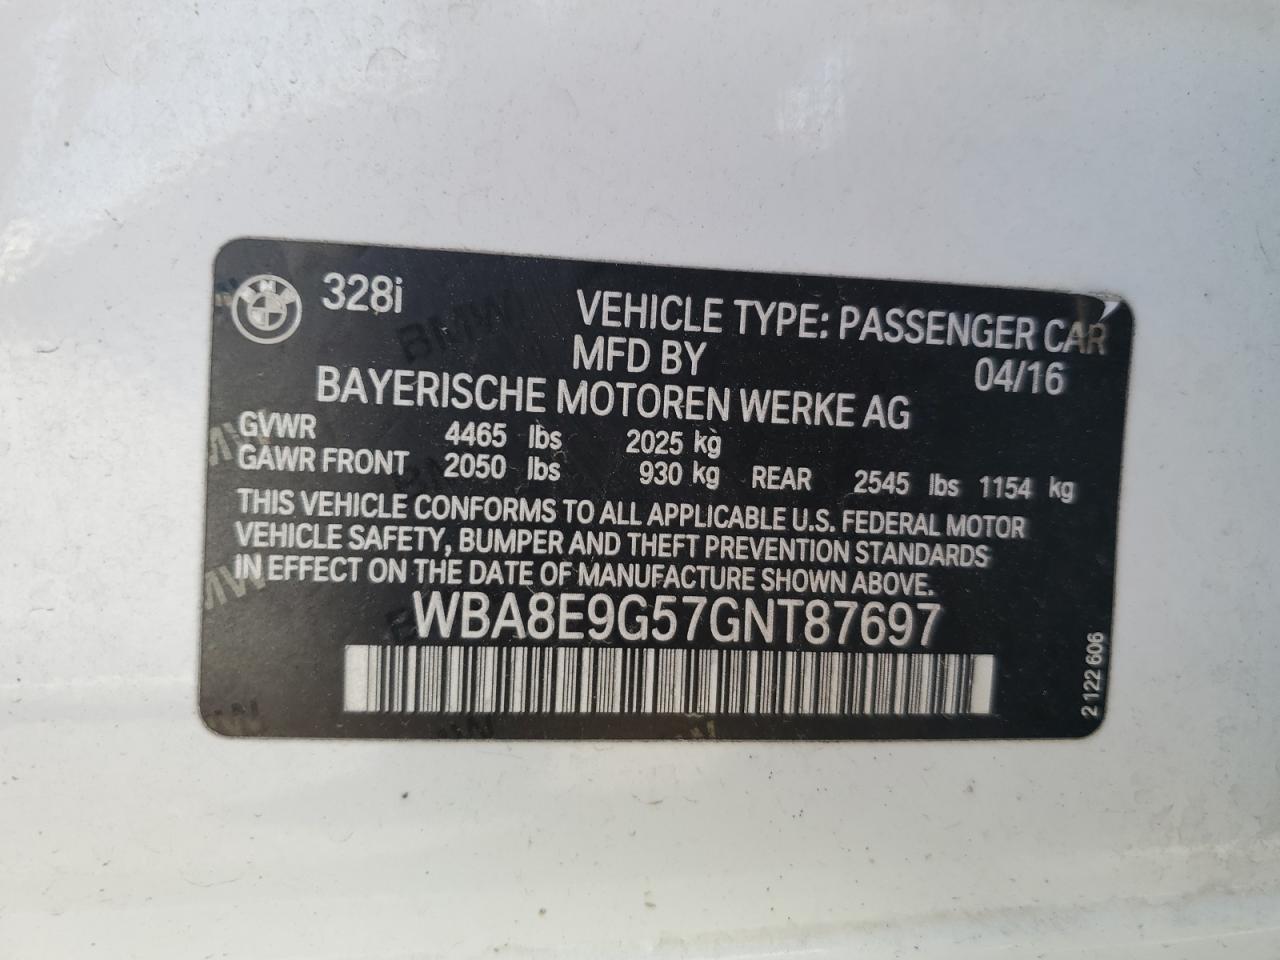 328i
VEHICLE TYPE: PASSENGER CAR
MFD BY 04/16
BAYERISCHE MOTOREN WERKE AG
GVWR 4465 lbs 2025 kg
GAWR FRONT 2050 lbs 930 kg REAR 2545 lbs 1154 kg
THIS VEHICLE CONFORMS TO ALL APPLICABLE U.S. FEDERAL MOTOR
VEHICLE SAFETY, BUMPER AND THEFT PREVENTION STANDARDS
IN EFFECT ON THE DATE OF MANUFACTURE SHOWN ABOVE.
WBA8E9G57GNT87697
2 122 606